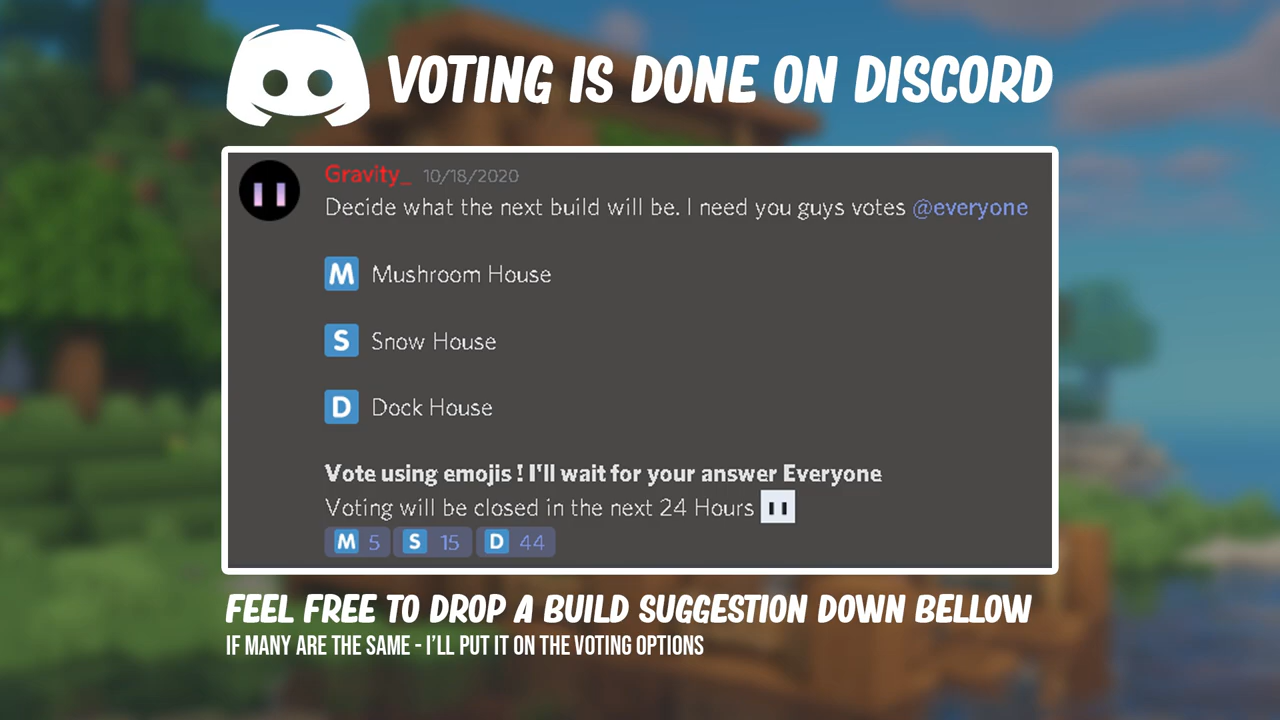 VOTING IS DONE ON DISCORD
Gravity_ 10/18/2020
Decide what the next build will be. I need you guys votes @everyone
M Mushroom House
S Snow House
D Dock House
Vote using emojis ! I'll wait for your answer Everyone
Voting will be closed in the next 24 Hours
M 5 S 15 D 44
FEEL FREE TO DROP A BUILD SUGGESTION DOWN BELLOW
IF MANY ARE THE SAME - I'LL PUT IT ON THE VOTING OPTIONS